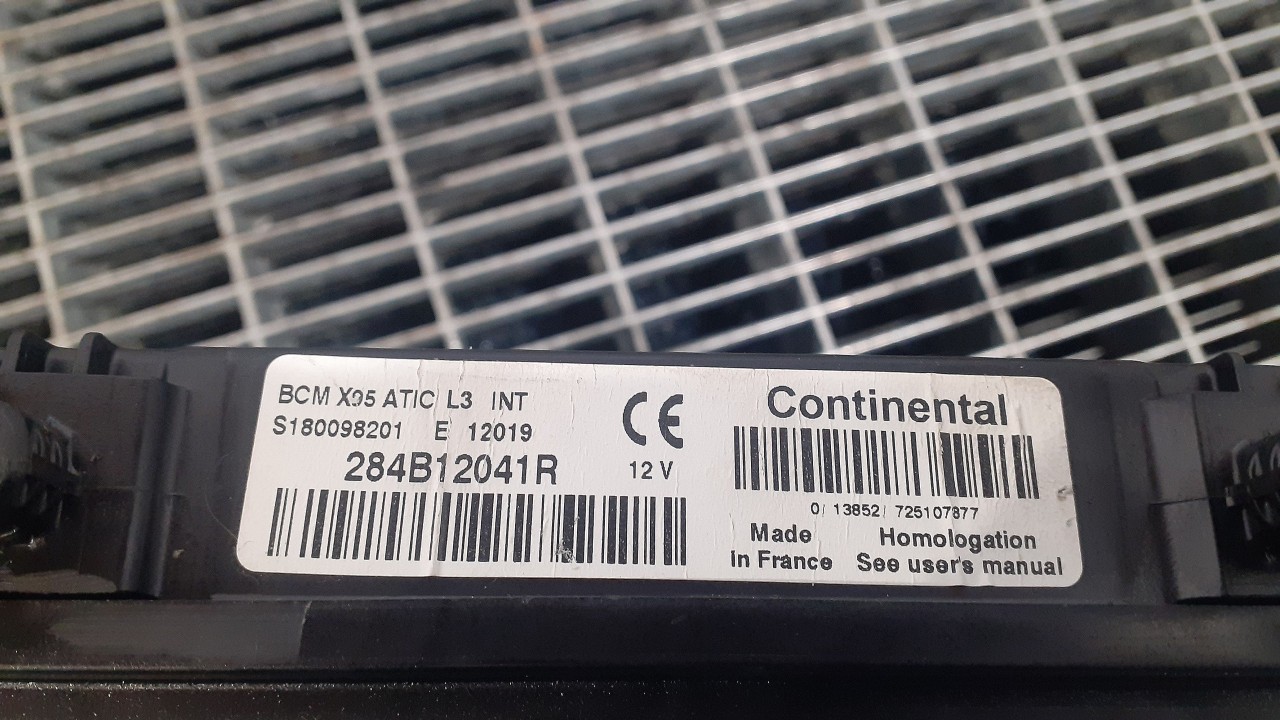 BCM X95 ATIC L3 INT
S180098201 E 12019
284B12041R
CE
12 V
Continental
0/ 13852/ 725107877
Made
in France
Homologation
See user's manual